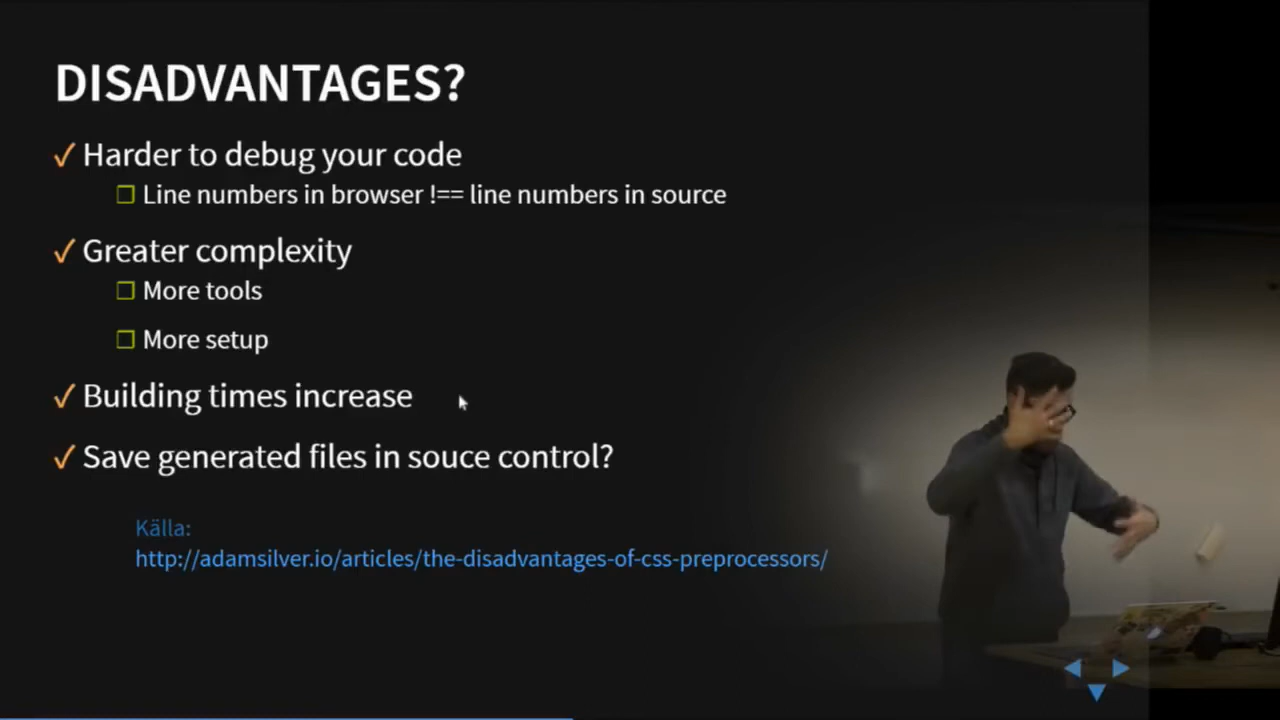 DISADVANTAGES?
Harder to debug your code
Line numbers in browser !== line numbers in source
Greater complexity
More tools
More setup
Building times increase
Save generated files in souce control?
Källa:
http://adamsilver.io/articles/the-disadvantages-of-css-preprocessors/